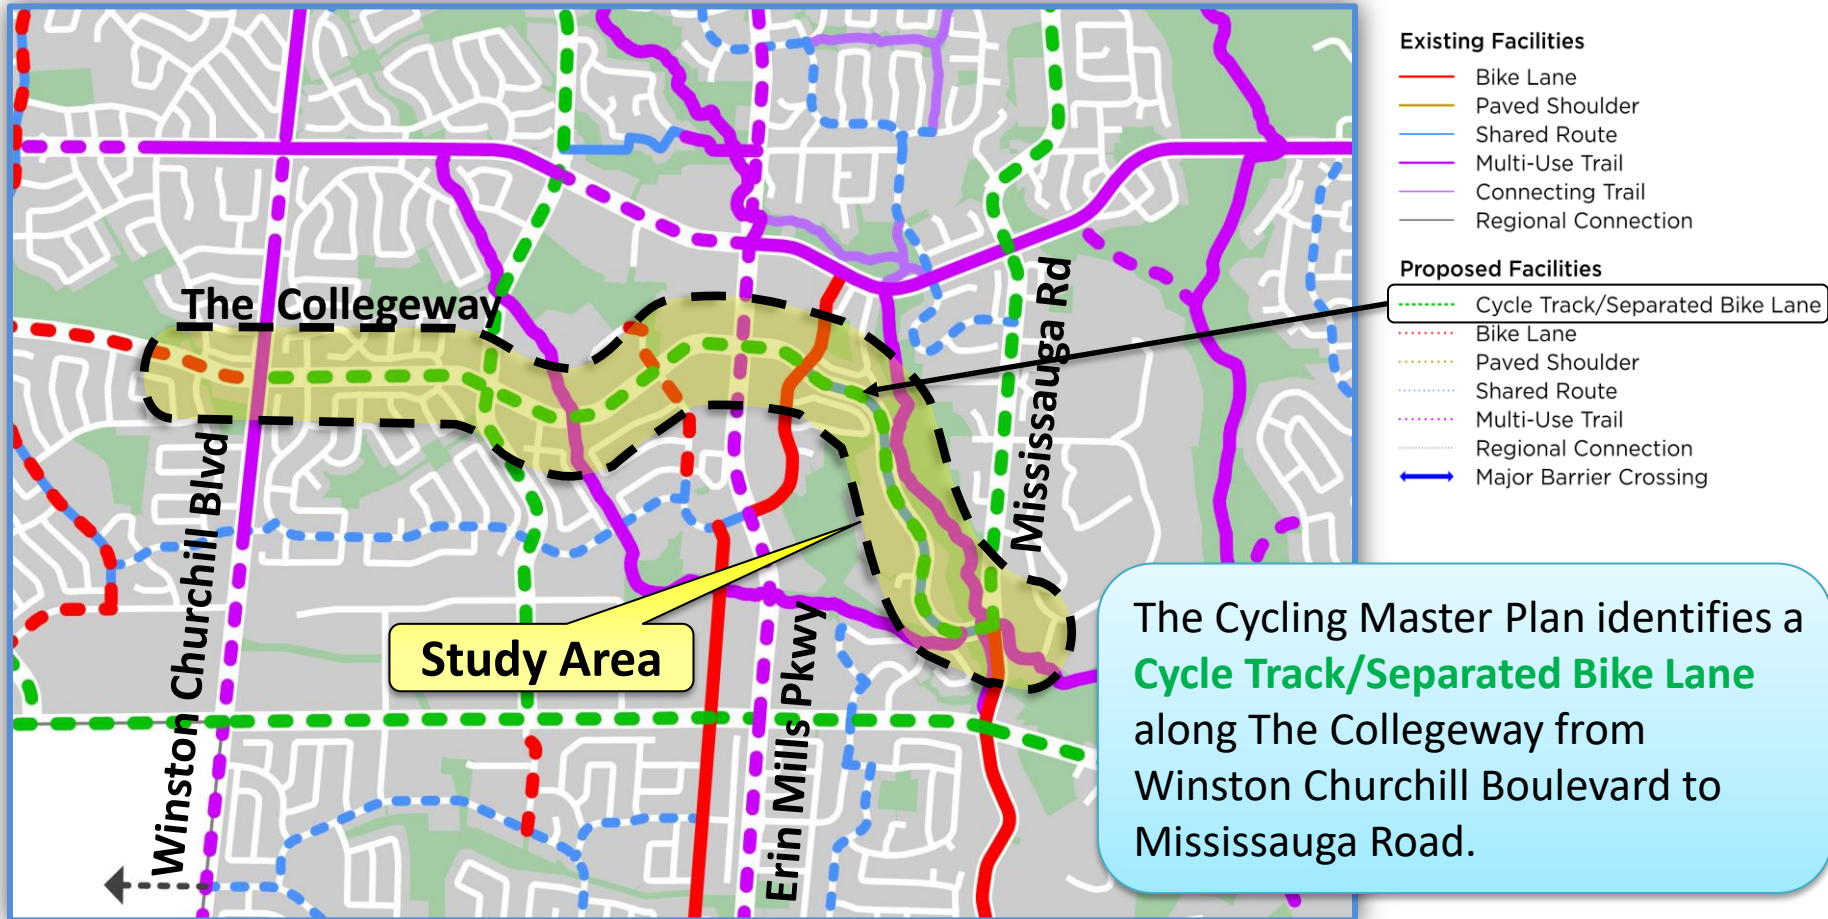 The Collegeway
Winston Churchill Blvd
Study Area
Erin Mills Pkwy
Mississauga Rd
Existing Facilities
Bike Lane
Paved Shoulder
Shared Route
Multi-Use Trail
Connecting Trail
Regional Connection
Proposed Facilities
Cycle Track/Separated Bike Lane
Bike Lane
Paved Shoulder
Shared Route
Multi-Use Trail
Regional Connection
Major Barrier Crossing
The Cycling Master Plan identifies a
Cycle Track/Separated Bike Lane
along The Collegeway from
Winston Churchill Boulevard to
Mississauga Road.